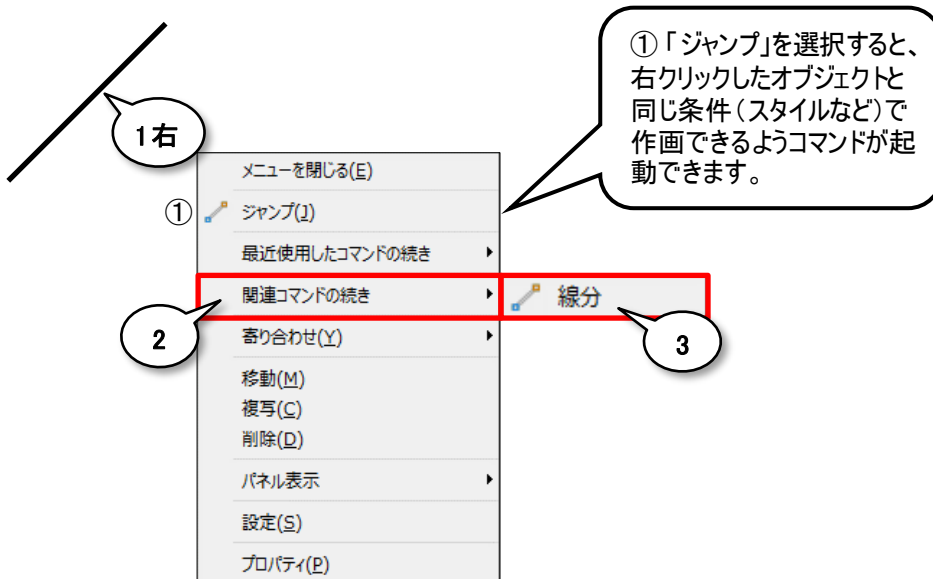 ①「ジャンプ」を選択すると、
右クリックしたオブジェクトと
同じ条件（スタイルなど）で
作画できるようコマンドが起
動できます。
1右
メニューを閉じる(E)
① ジャンプ(J)
最近使用したコマンドの続き
関連コマンドの続き
線分
2
3
寄り合わせ(Y)
移動(M)
複写(C)
削除(D)
パネル表示
設定(S)
プロパティ(P)